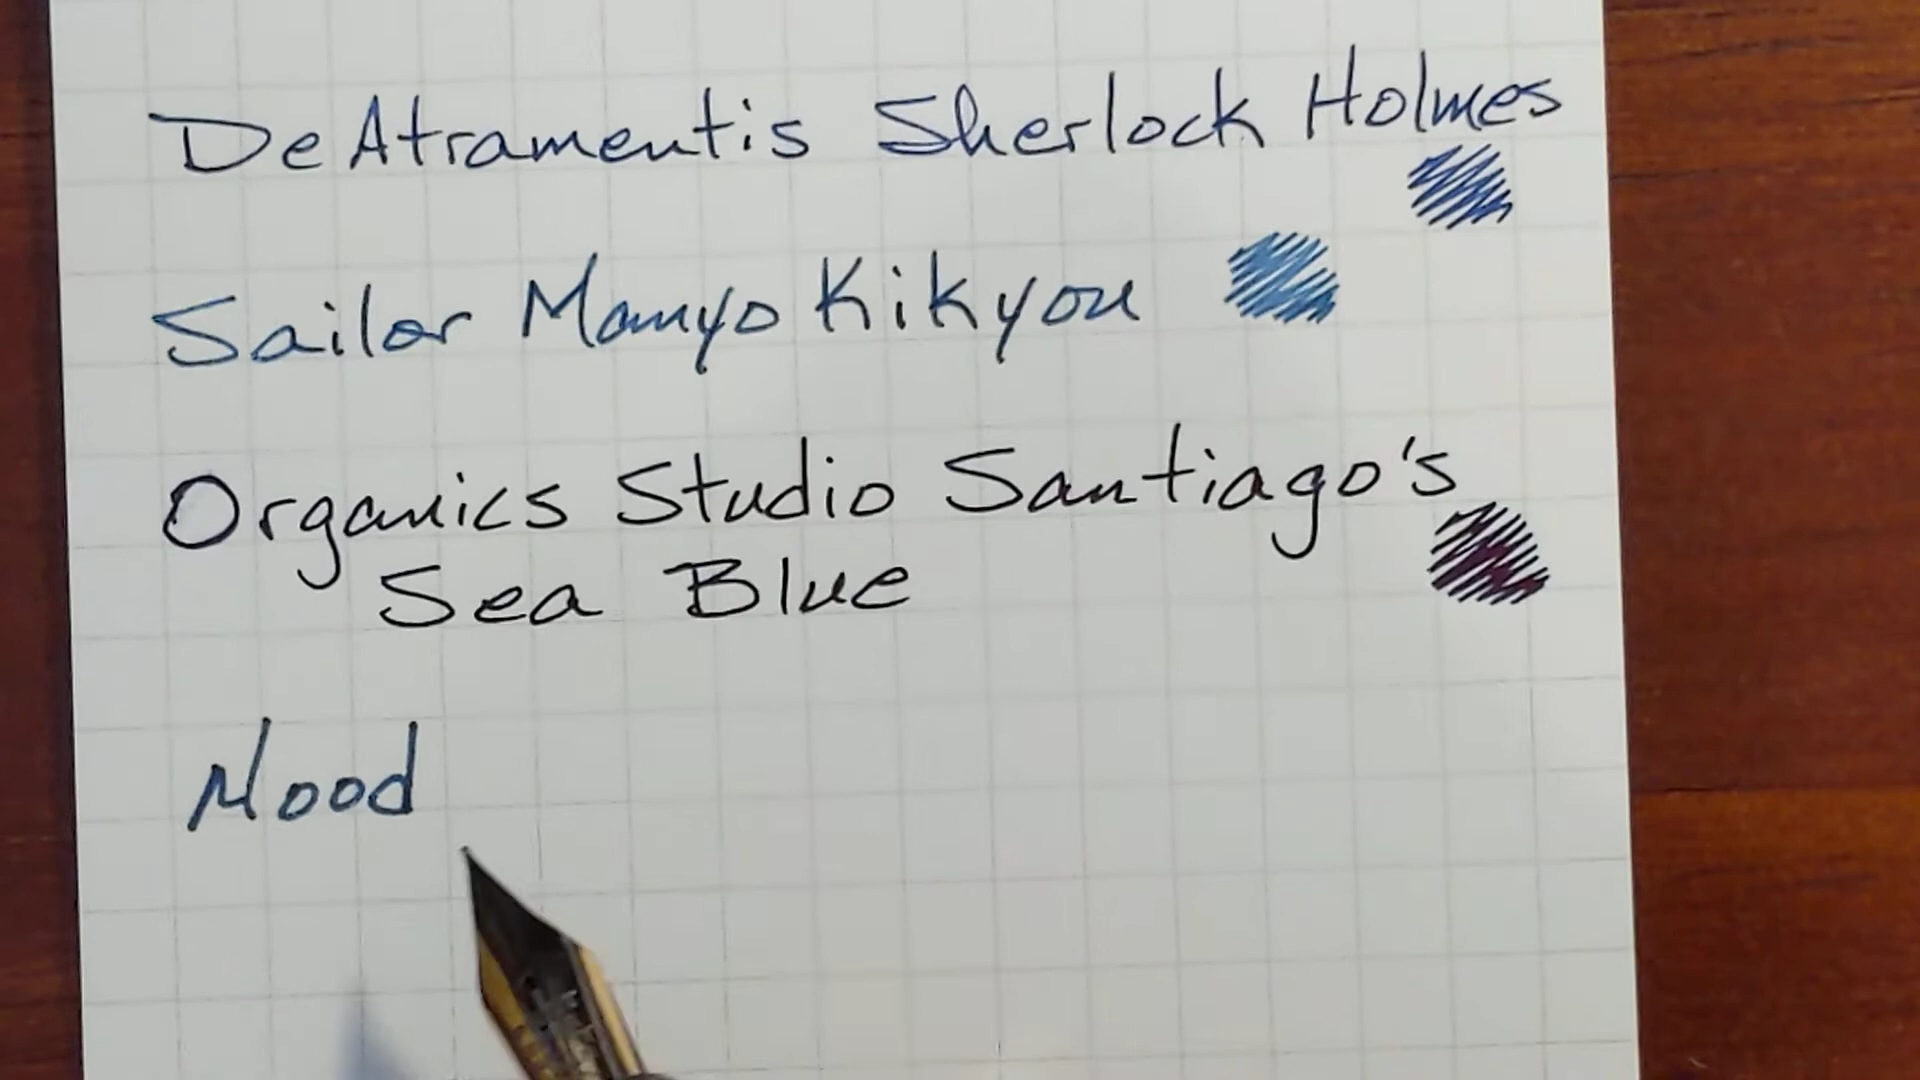 DeAtramentis Sherlock Holmes
Sailor Manyo Kikyou
Organics Studio Santiago's
Sea Blue
Mood